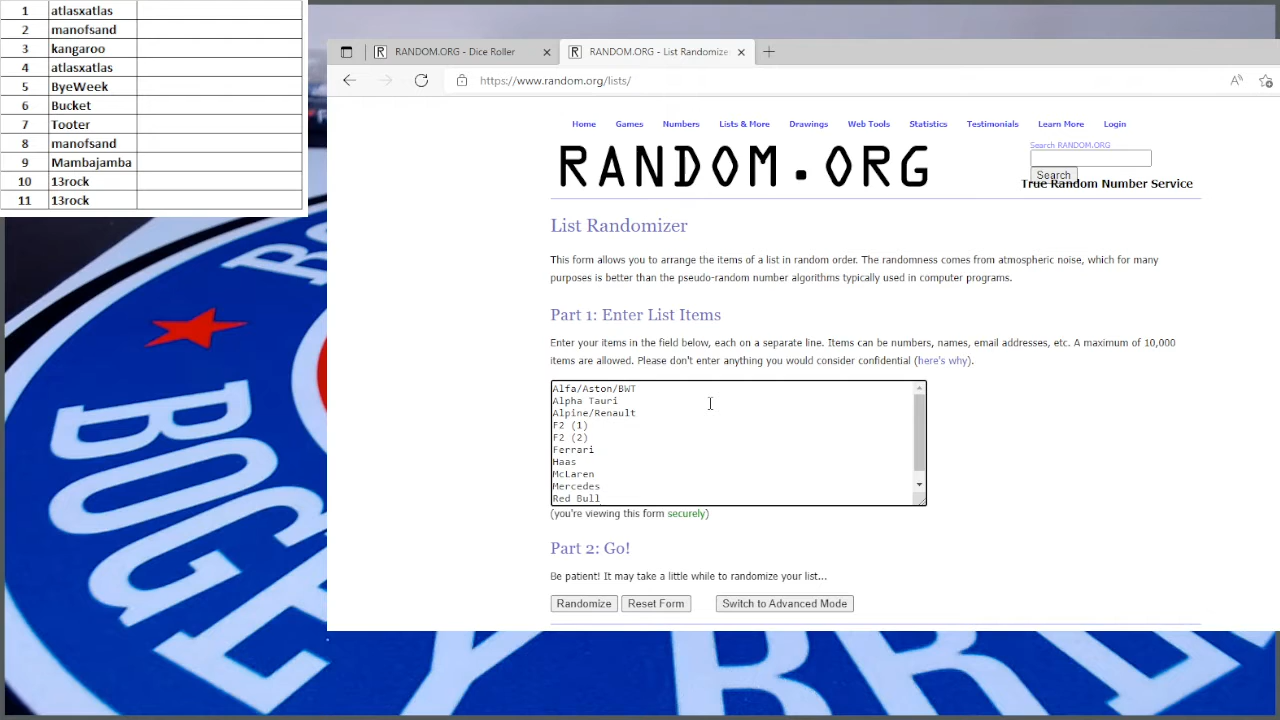 1 atlasxatlas
2 manofsand
3 kangaroo
4 atlasxatlas
5 ByeWeek
6 Bucket
7 Tooter
8 manofsand
9 Mambajamba
10 13rock
11 13rock
RANDOM.ORG - Dice Roller
RANDOM.ORG - List Randomize
https://www.random.org/lists/
Home Games Numbers Lists & More Drawings Web Tools Statistics Testimonials Learn More Login
Search RANDOM.ORG
Search
RANDOM.ORG
True Random Number Service
List Randomizer
This form allows you to arrange the items of a list in random order. The randomness comes from atmospheric noise, which for many
purposes is better than the pseudo-random number algorithms typically used in computer programs.
Part 1: Enter List Items
Enter your items in the field below, each on a separate line. Items can be numbers, names, email addresses, etc. A maximum of 10,000
items are allowed. Please don't enter anything you would consider confidential (here's why).
Alfa/Aston/BWT
Alpha Tauri
Alpine/Renault
F2 (1)
F2 (2)
Ferrari
Haas
McLaren
Mercedes
Red Bull
(you're viewing this form securely)
Part 2: Go!
Be patient! It may take a little while to randomize your list...
Randomize Reset Form Switch to Advanced Mode